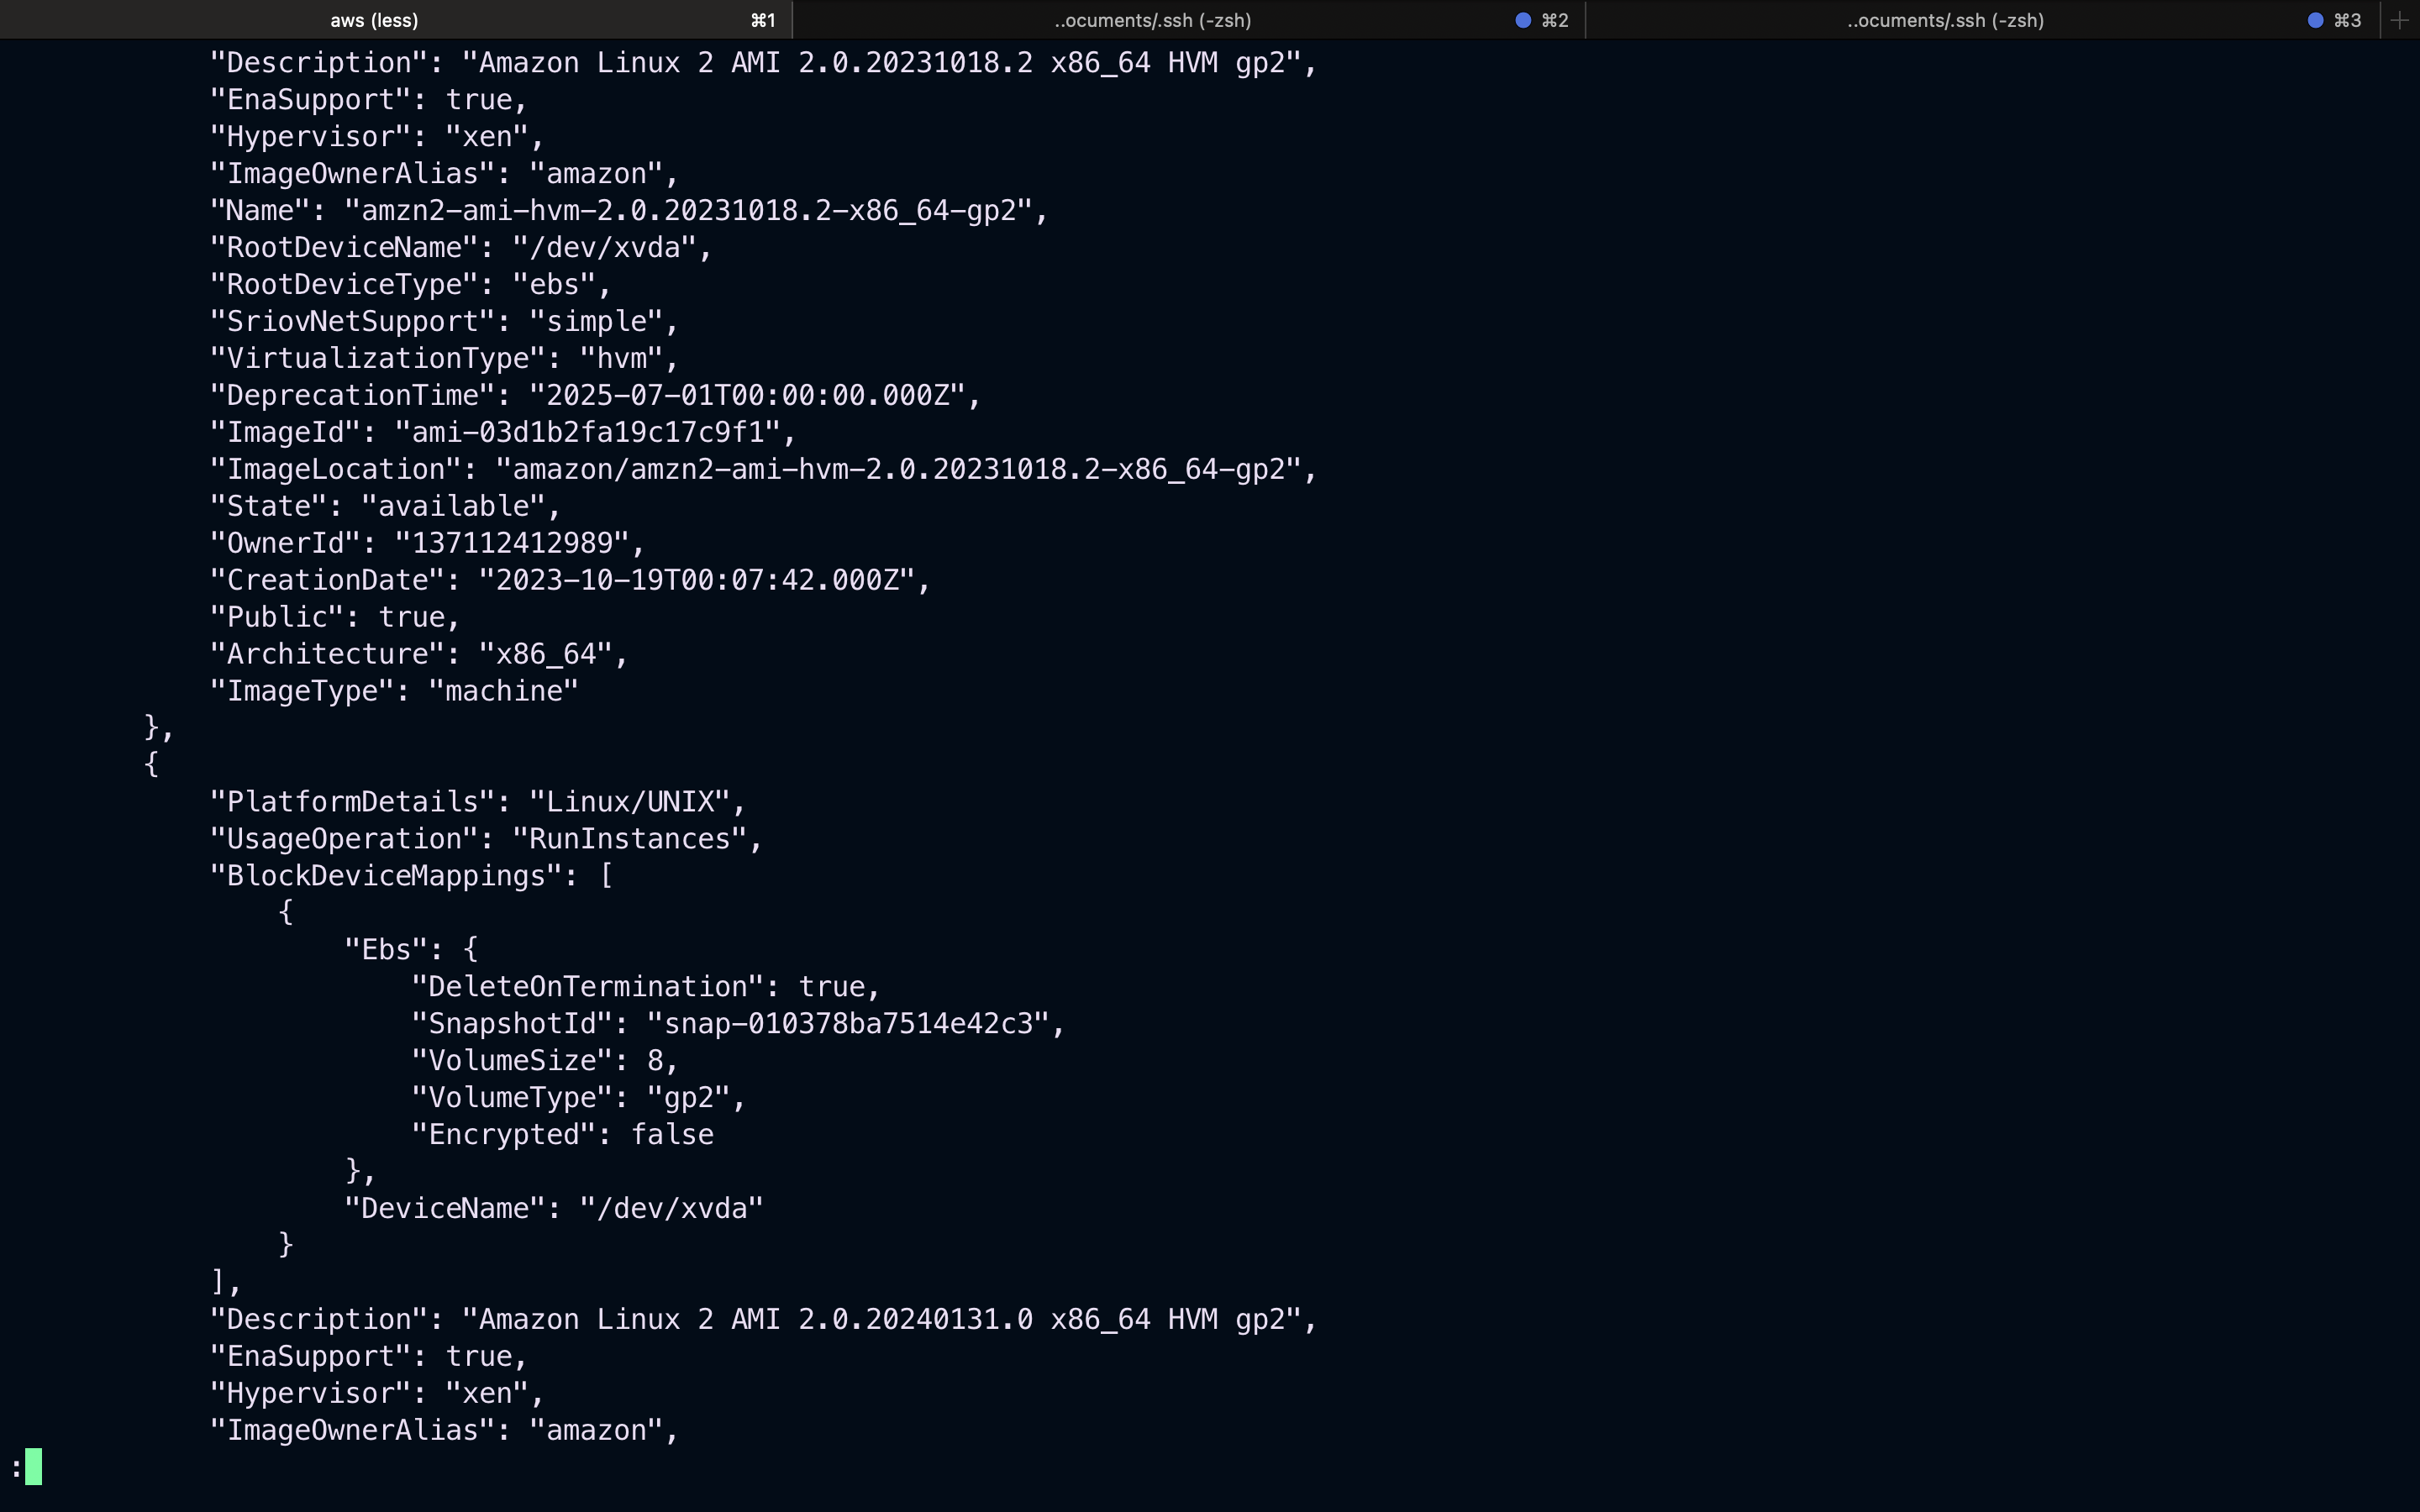 aws (less) ⌘1 ..ocuments/.ssh (-zsh) ⌘2 ..ocuments/.ssh (-zsh) ⌘3
"Description": "Amazon Linux 2 AMI 2.0.20231018.2 x86_64 HVM gp2",
"EnaSupport": true,
"Hypervisor": "xen",
"ImageOwnerAlias": "amazon",
"Name": "amzn2-ami-hvm-2.0.20231018.2-x86_64-gp2",
"RootDeviceName": "/dev/xvda",
"RootDeviceType": "ebs",
"SriovNetSupport": "simple",
"VirtualizationType": "hvm",
"DeprecationTime": "2025-07-01T00:00:00.000Z",
"ImageId": "ami-03d1b2fa19c17c9f1",
"ImageLocation": "amazon/amzn2-ami-hvm-2.0.20231018.2-x86_64-gp2",
"State": "available",
"OwnerId": "137112412989",
"CreationDate": "2023-10-19T00:07:42.000Z",
"Public": true,
"Architecture": "x86_64",
"ImageType": "machine"
},
{
"PlatformDetails": "Linux/UNIX",
"UsageOperation": "RunInstances",
"BlockDeviceMappings": [
{
"Ebs": {
"DeleteOnTermination": true,
"SnapshotId": "snap-010378ba7514e42c3",
"VolumeSize": 8,
"VolumeType": "gp2",
"Encrypted": false
},
"DeviceName": "/dev/xvda"
}
],
"Description": "Amazon Linux 2 AMI 2.0.20240131.0 x86_64 HVM gp2",
"EnaSupport": true,
"Hypervisor": "xen",
"ImageOwnerAlias": "amazon",
: